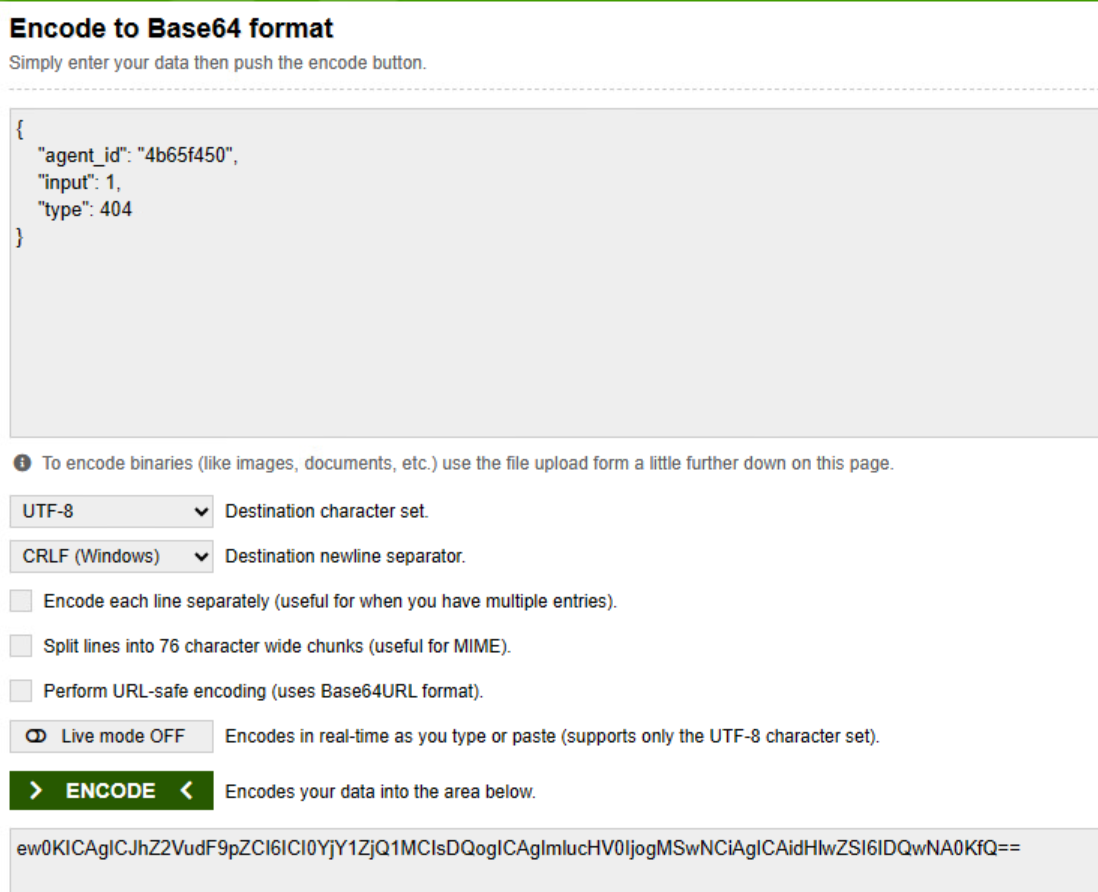 Encode to Base64 format
Simply enter your data then push the encode button.
{
    "agent_id": "4b65f450",
    "input": 1,
    "type": 404
}
To encode binaries (like images, documents, etc.) use the file upload form a little further down on this page.
UTF-8 Destination character set.
CRLF (Windows) Destination newline separator.
Encode each line separately (useful for when you have multiple entries).
Split lines into 76 character wide chunks (useful for MIME).
Perform URL-safe encoding (uses Base64URL format).
Live mode OFF Encodes in real-time as you type or paste (supports only the UTF-8 character set).
> ENCODE < Encodes your data into the area below.
ew0KICAgICJhZ2VudF9pZCI6ICI0YjY1ZjQ1MCIsDQogICAgImlucHV0IjogMSwNCiAgICAidHlwZSI6IDQwNA0KfQ==